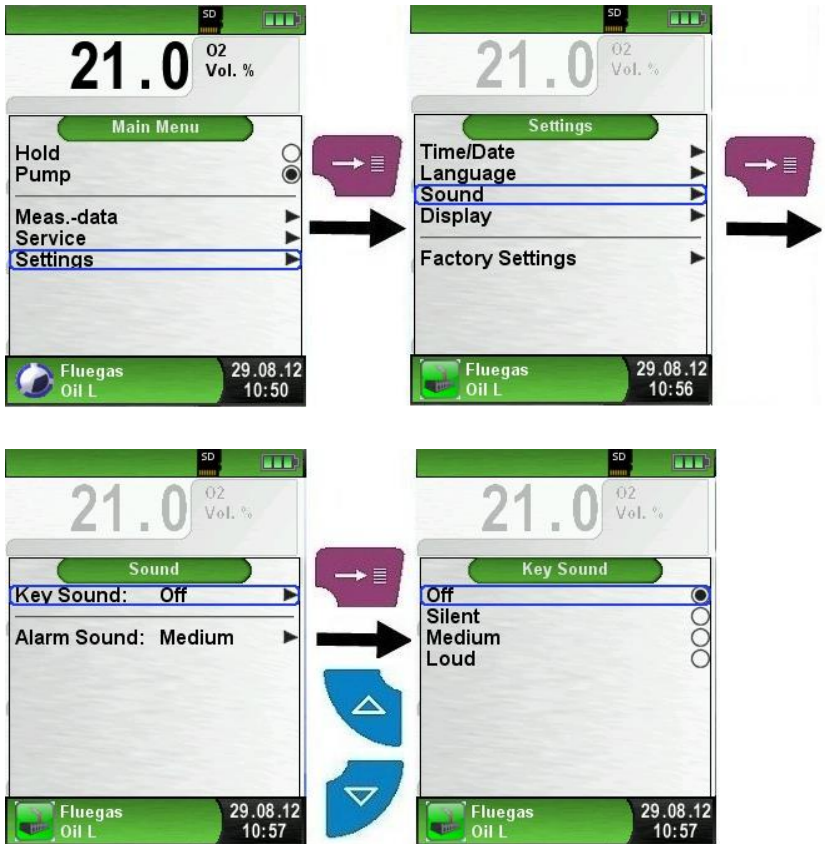 SD
21.0 O2
Vol. %
Main Menu
Hold
Pump
Meas.-data
Service
Settings
Fluegas 29.08.12
Oil L 10:50
SD
21.0 O2
Vol. %
Settings
Time/Date
Language
Sound
Display
Factory Settings
Fluegas 29.08.12
Oil L 10:56
SD
21.0 O2
Vol. %
Sound
Key Sound: Off
Alarm Sound: Medium
Fluegas 29.08.12
Oil L 10:57
SD
21.0 O2
Vol. %
Key Sound
Off
Silent
Medium
Loud
Fluegas 29.08.12
Oil L 10:57